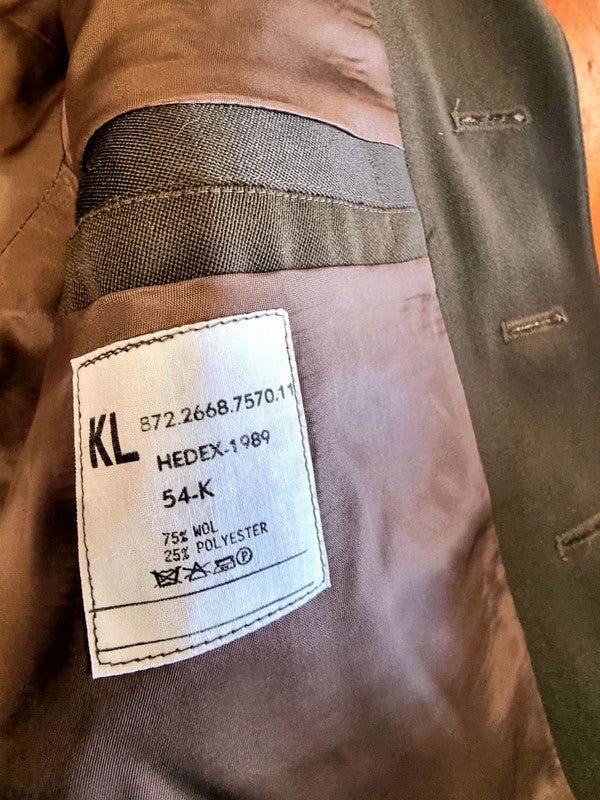 KL 872.2668.7570.11
HEDEX-1989
54-K
75% WOL
25% POLYESTER
P